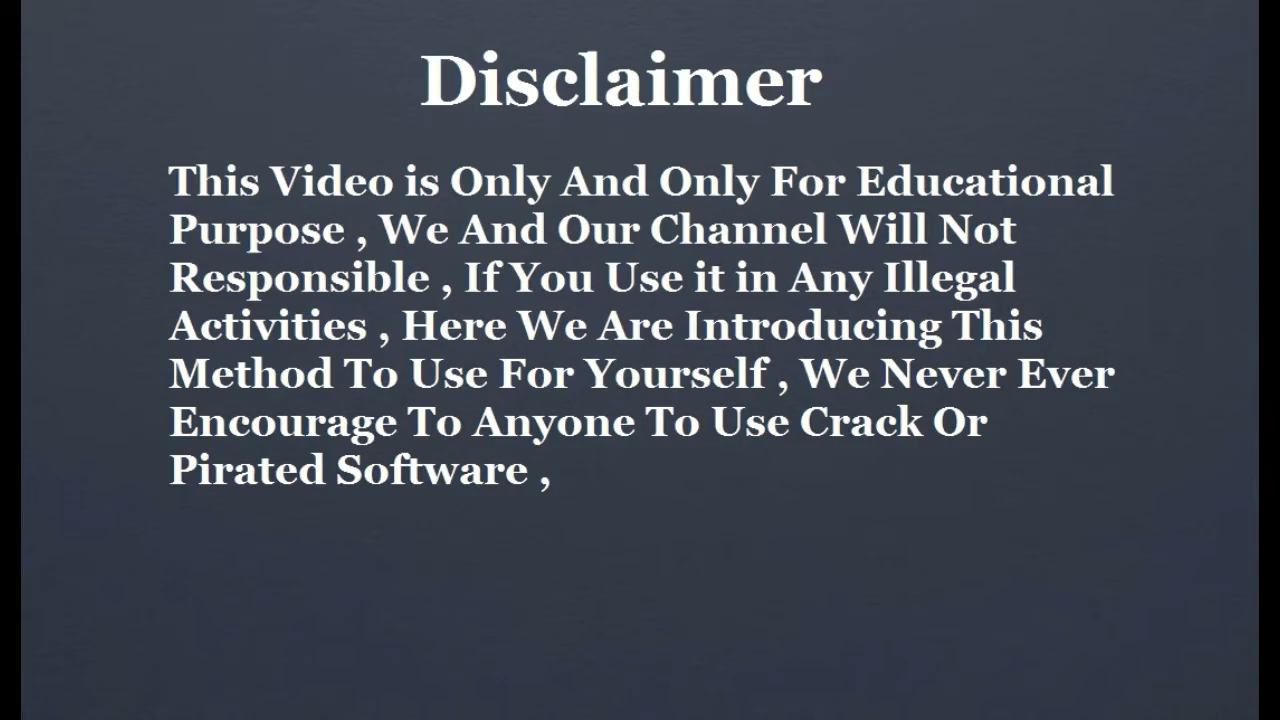 Disclaimer
This Video is Only And Only For Educational
Purpose , We And Our Channel Will Not
Responsible , If You Use it in Any Illegal
Activities , Here We Are Introducing This
Method To Use For Yourself , We Never Ever
Encourage To Anyone To Use Crack Or
Pirated Software ,